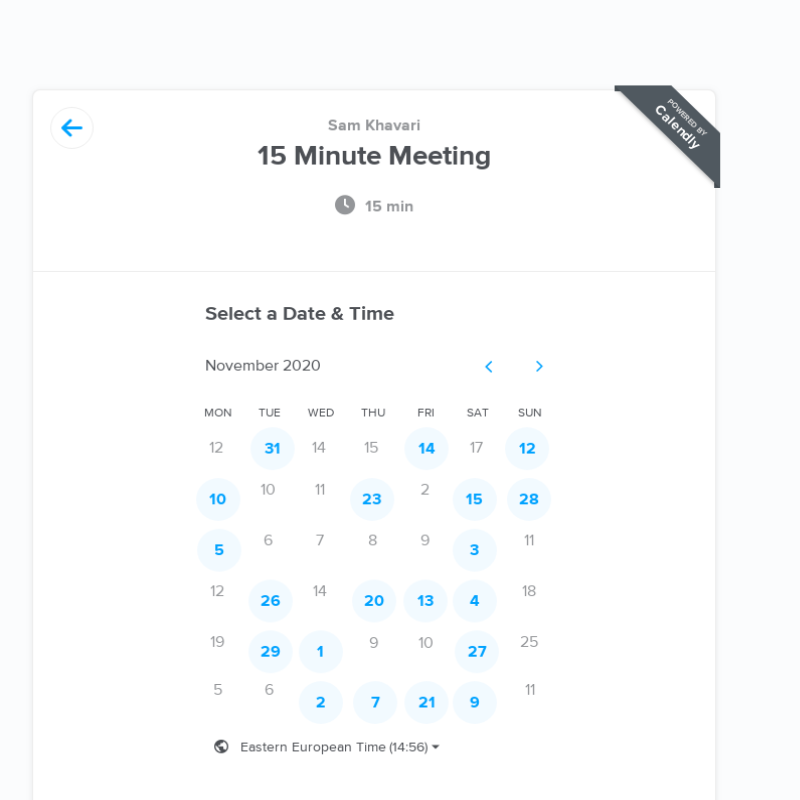 POWERED BY
Calendly
Sam Khavari
15 Minute Meeting
15 min
Select a Date & Time
November 2020
MON TUE WED THU FRI SAT SUN
12 31 14 15 14 17 12
10 10 11 23 2 15 28
5 6 7 8 9 3 11
12 26 14 20 13 4 18
19 29 1 9 10 27 25
5 6 2 7 21 9 11
Eastern European Time (14:56)